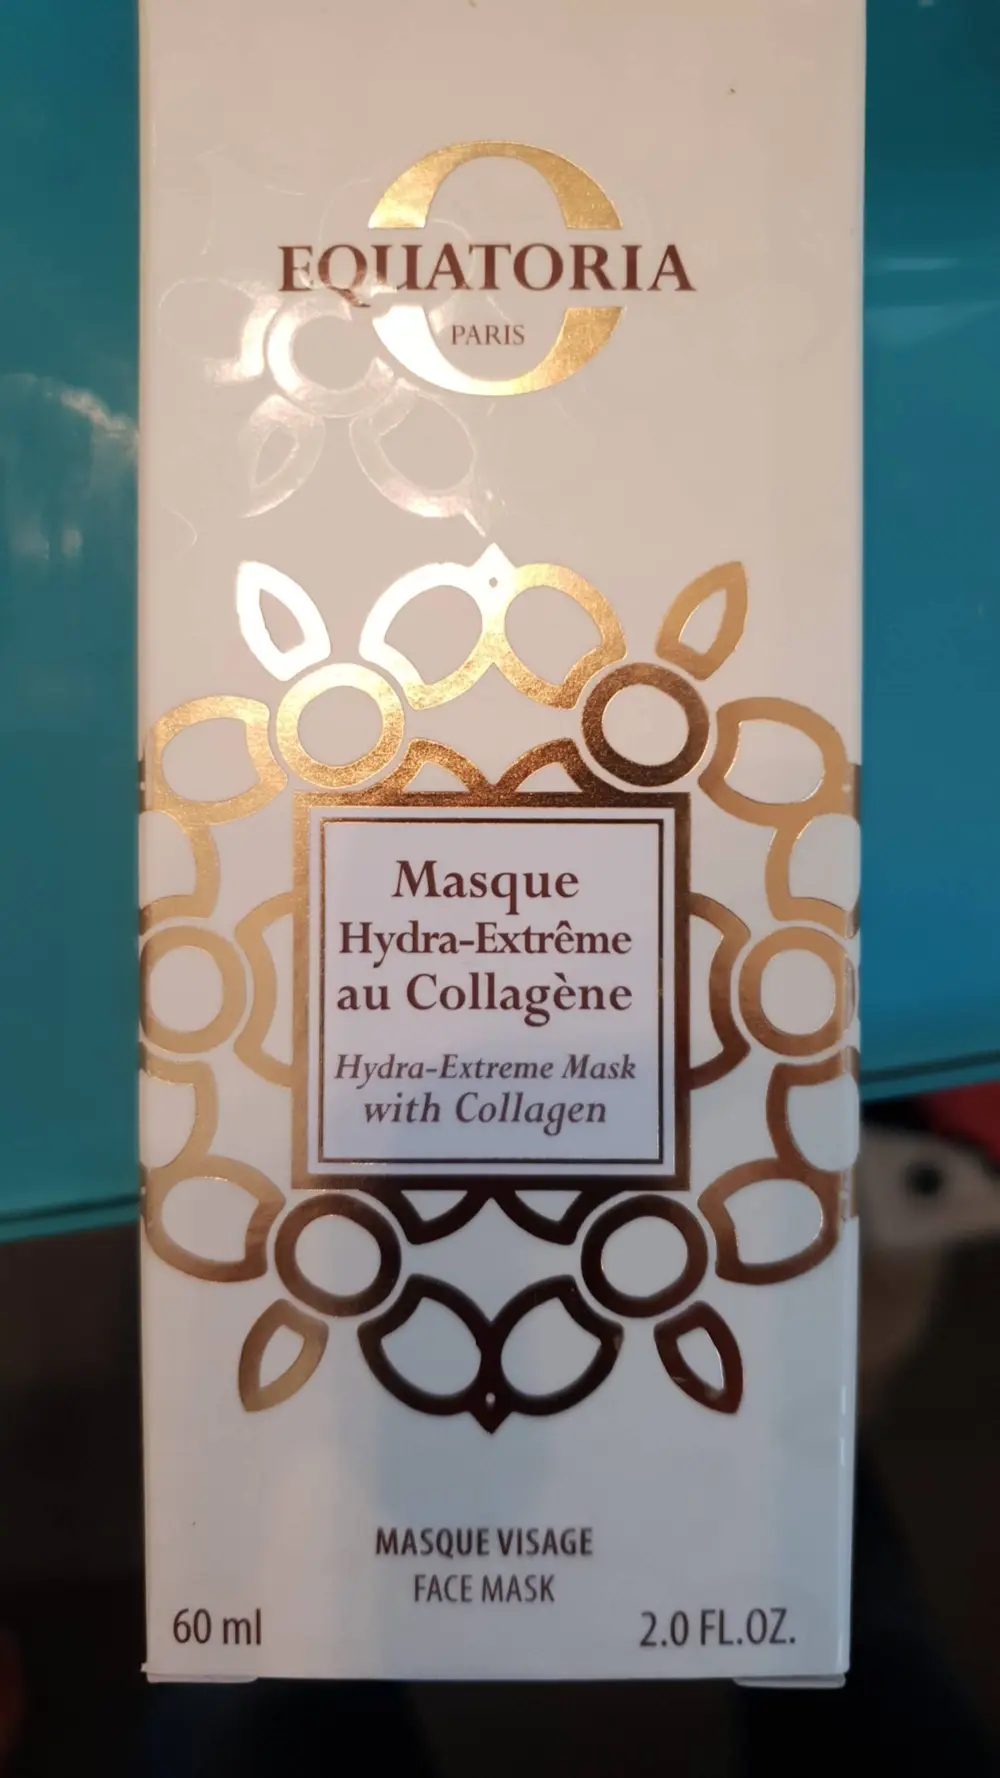 EQUATORIA
PARIS
Masque
Hydra-Extrême
au Collagène
Hydra-Extreme Mask
with Collagen
MASQUE VISAGE
FACE MASK
60 ml
2.0 FL.OZ.